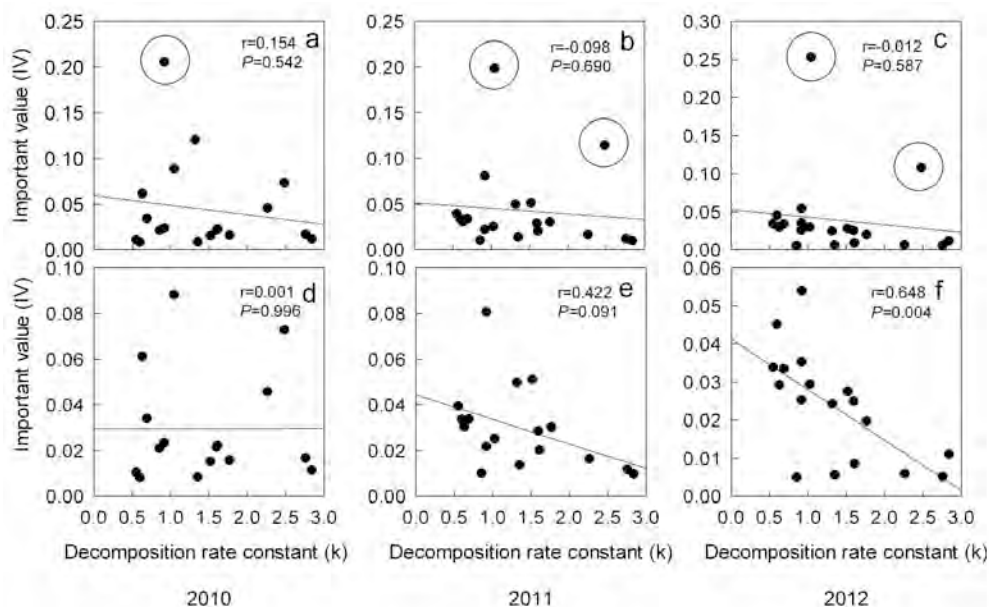 Important value (IV)
0.25
0.20
0.15
0.10
0.05
0.00
a
r=0.154
P=0.542
0.25
0.20
0.15
0.10
0.05
0.00
b
r=-0.098
P=0.690
0.30
0.25
0.20
0.15
0.10
0.05
0.00
c
r=-0.012
P=0.587
Important value (IV)
0.10
0.08
0.06
0.04
0.02
0.00
d
r=0.001
P=0.996
0.0 0.5 1.0 1.5 2.0 2.5 3.0
Decomposition rate constant (k)
2010
0.10
0.08
0.06
0.04
0.02
0.00
e
r=0.422
P=0.091
0.0 0.5 1.0 1.5 2.0 2.5 3.0
Decomposition rate constant (k)
2011
0.06
0.05
0.04
0.03
0.02
0.01
0.00
f
r=0.648
P=0.004
0.0 0.5 1.0 1.5 2.0 2.5 3.0
Decomposition rate constant (k)
2012